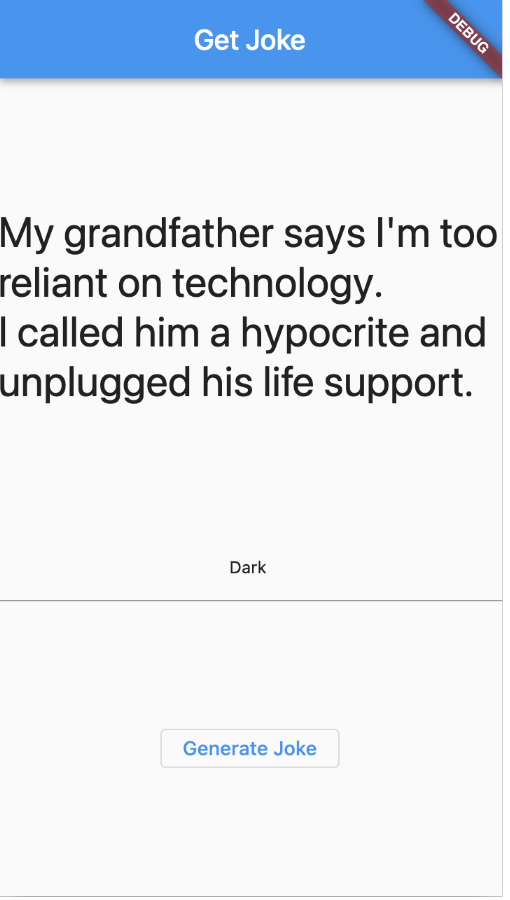 Get Joke
DEBUG
My grandfather says I'm too
reliant on technology.
I called him a hypocrite and
unplugged his life support.
Dark
Generate Joke